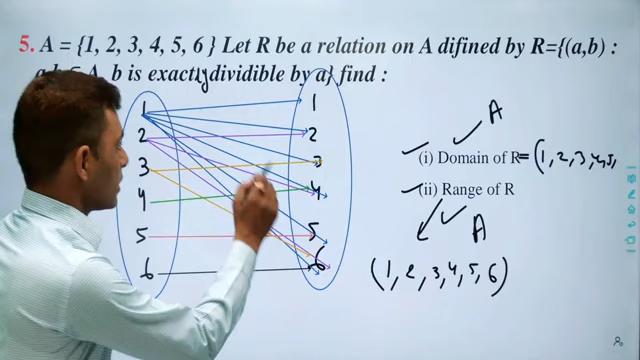 5. A = {1, 2, 3, 4, 5, 6 } Let R be a relation on A difined by R={(a,b) :
b is exactly dividible by a} find :
A
(i) Domain of R = (1, 2, 3, 4, 5,
(ii) Range of R
A
(1, 2, 3, 4, 5, 6)
1 1
2 2
3 3
4 4
5 5
6 6